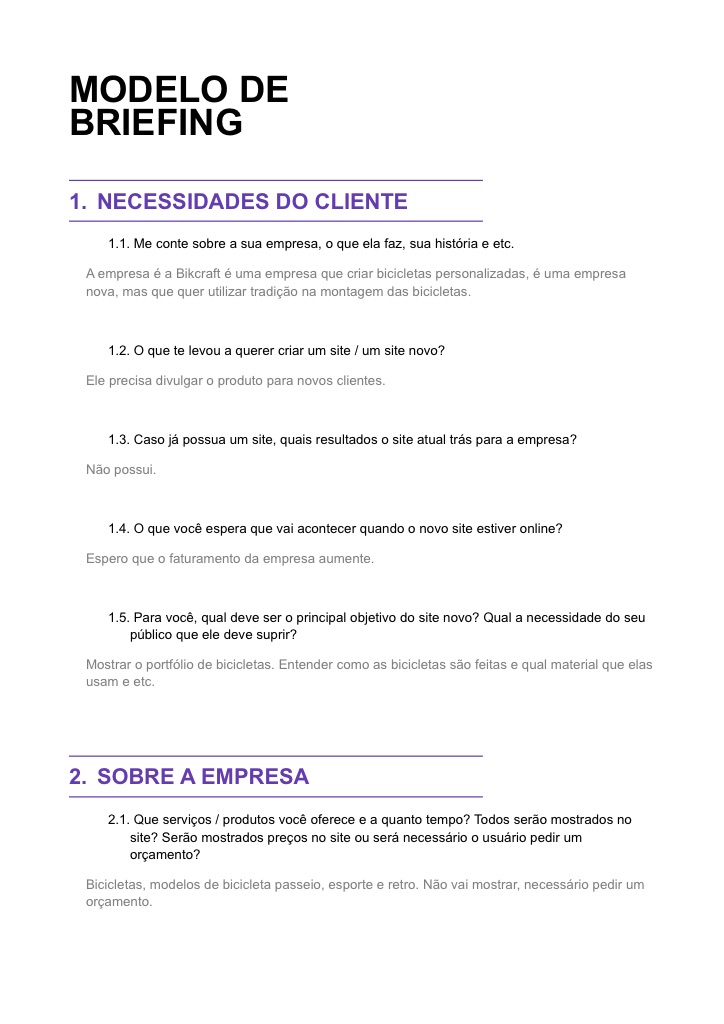 MODELO DE
BRIEFING
1. NECESSIDADES DO CLIENTE
1.1. Me conte sobre a sua empresa, o que ela faz, sua história e etc.
A empresa é a Bikcraft é uma empresa que criar bicicletas personalizadas, é uma empresa
nova, mas que quer utilizar tradição na montagem das bicicletas.
1.2. O que te levou a querer criar um site / um site novo?
Ele precisa divulgar o produto para novos clientes.
1.3. Caso já possua um site, quais resultados o site atual trás para a empresa?
Não possui.
1.4. O que você espera que vai acontecer quando o novo site estiver online?
Espero que o faturamento da empresa aumente.
1.5. Para você, qual deve ser o principal objetivo do site novo? Qual a necessidade do seu
público que ele deve suprir?
Mostrar o portfólio de bicicletas. Entender como as bicicletas são feitas e qual material que elas
usam e etc.
2. SOBRE A EMPRESA
2.1. Que serviços / produtos você oferece e a quanto tempo? Todos serão mostrados no
site? Serão mostrados preços no site ou será necessário o usuário pedir um
orçamento?
Bicicletas, modelos de bicicleta passeio, esporte e retro. Não vai mostrar, necessário pedir um
orçamento.